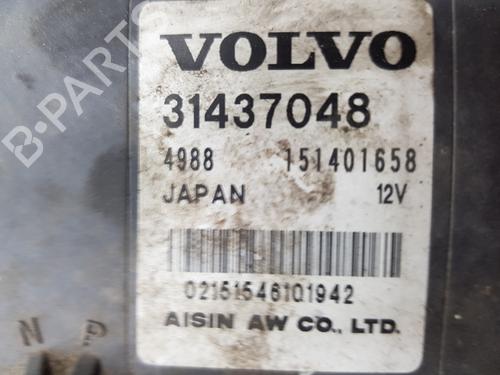 VOLVO
31437048
4988 151401658
JAPAN 12V
02151546101942
AISIN AW CO., LTD.
N P
B-PARTS